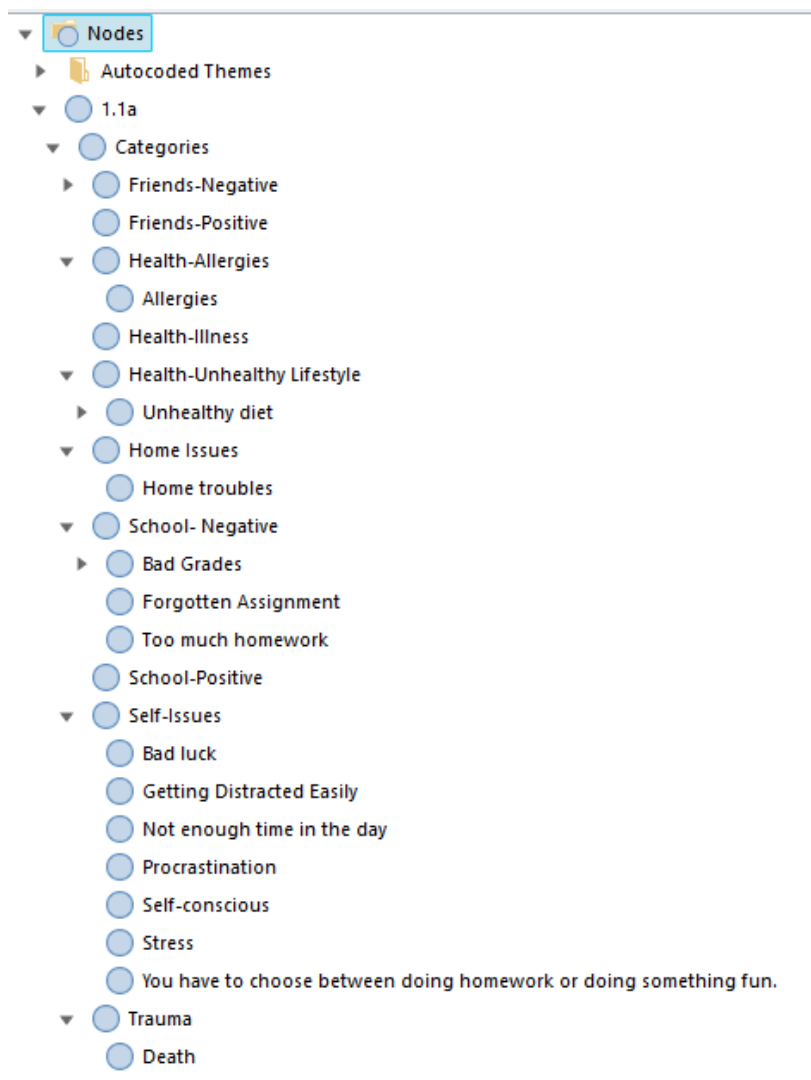 Nodes
Autocoded Themes
1.1a
Categories
Friends-Negative
Friends-Positive
Health-Allergies
Allergies
Health-Illness
Health-Unhealthy Lifestyle
Unhealthy diet
Home Issues
Home troubles
School- Negative
Bad Grades
Forgotten Assignment
Too much homework
School-Positive
Self-Issues
Bad luck
Getting Distracted Easily
Not enough time in the day
Procrastination
Self-conscious
Stress
You have to choose between doing homework or doing something fun.
Trauma
Death